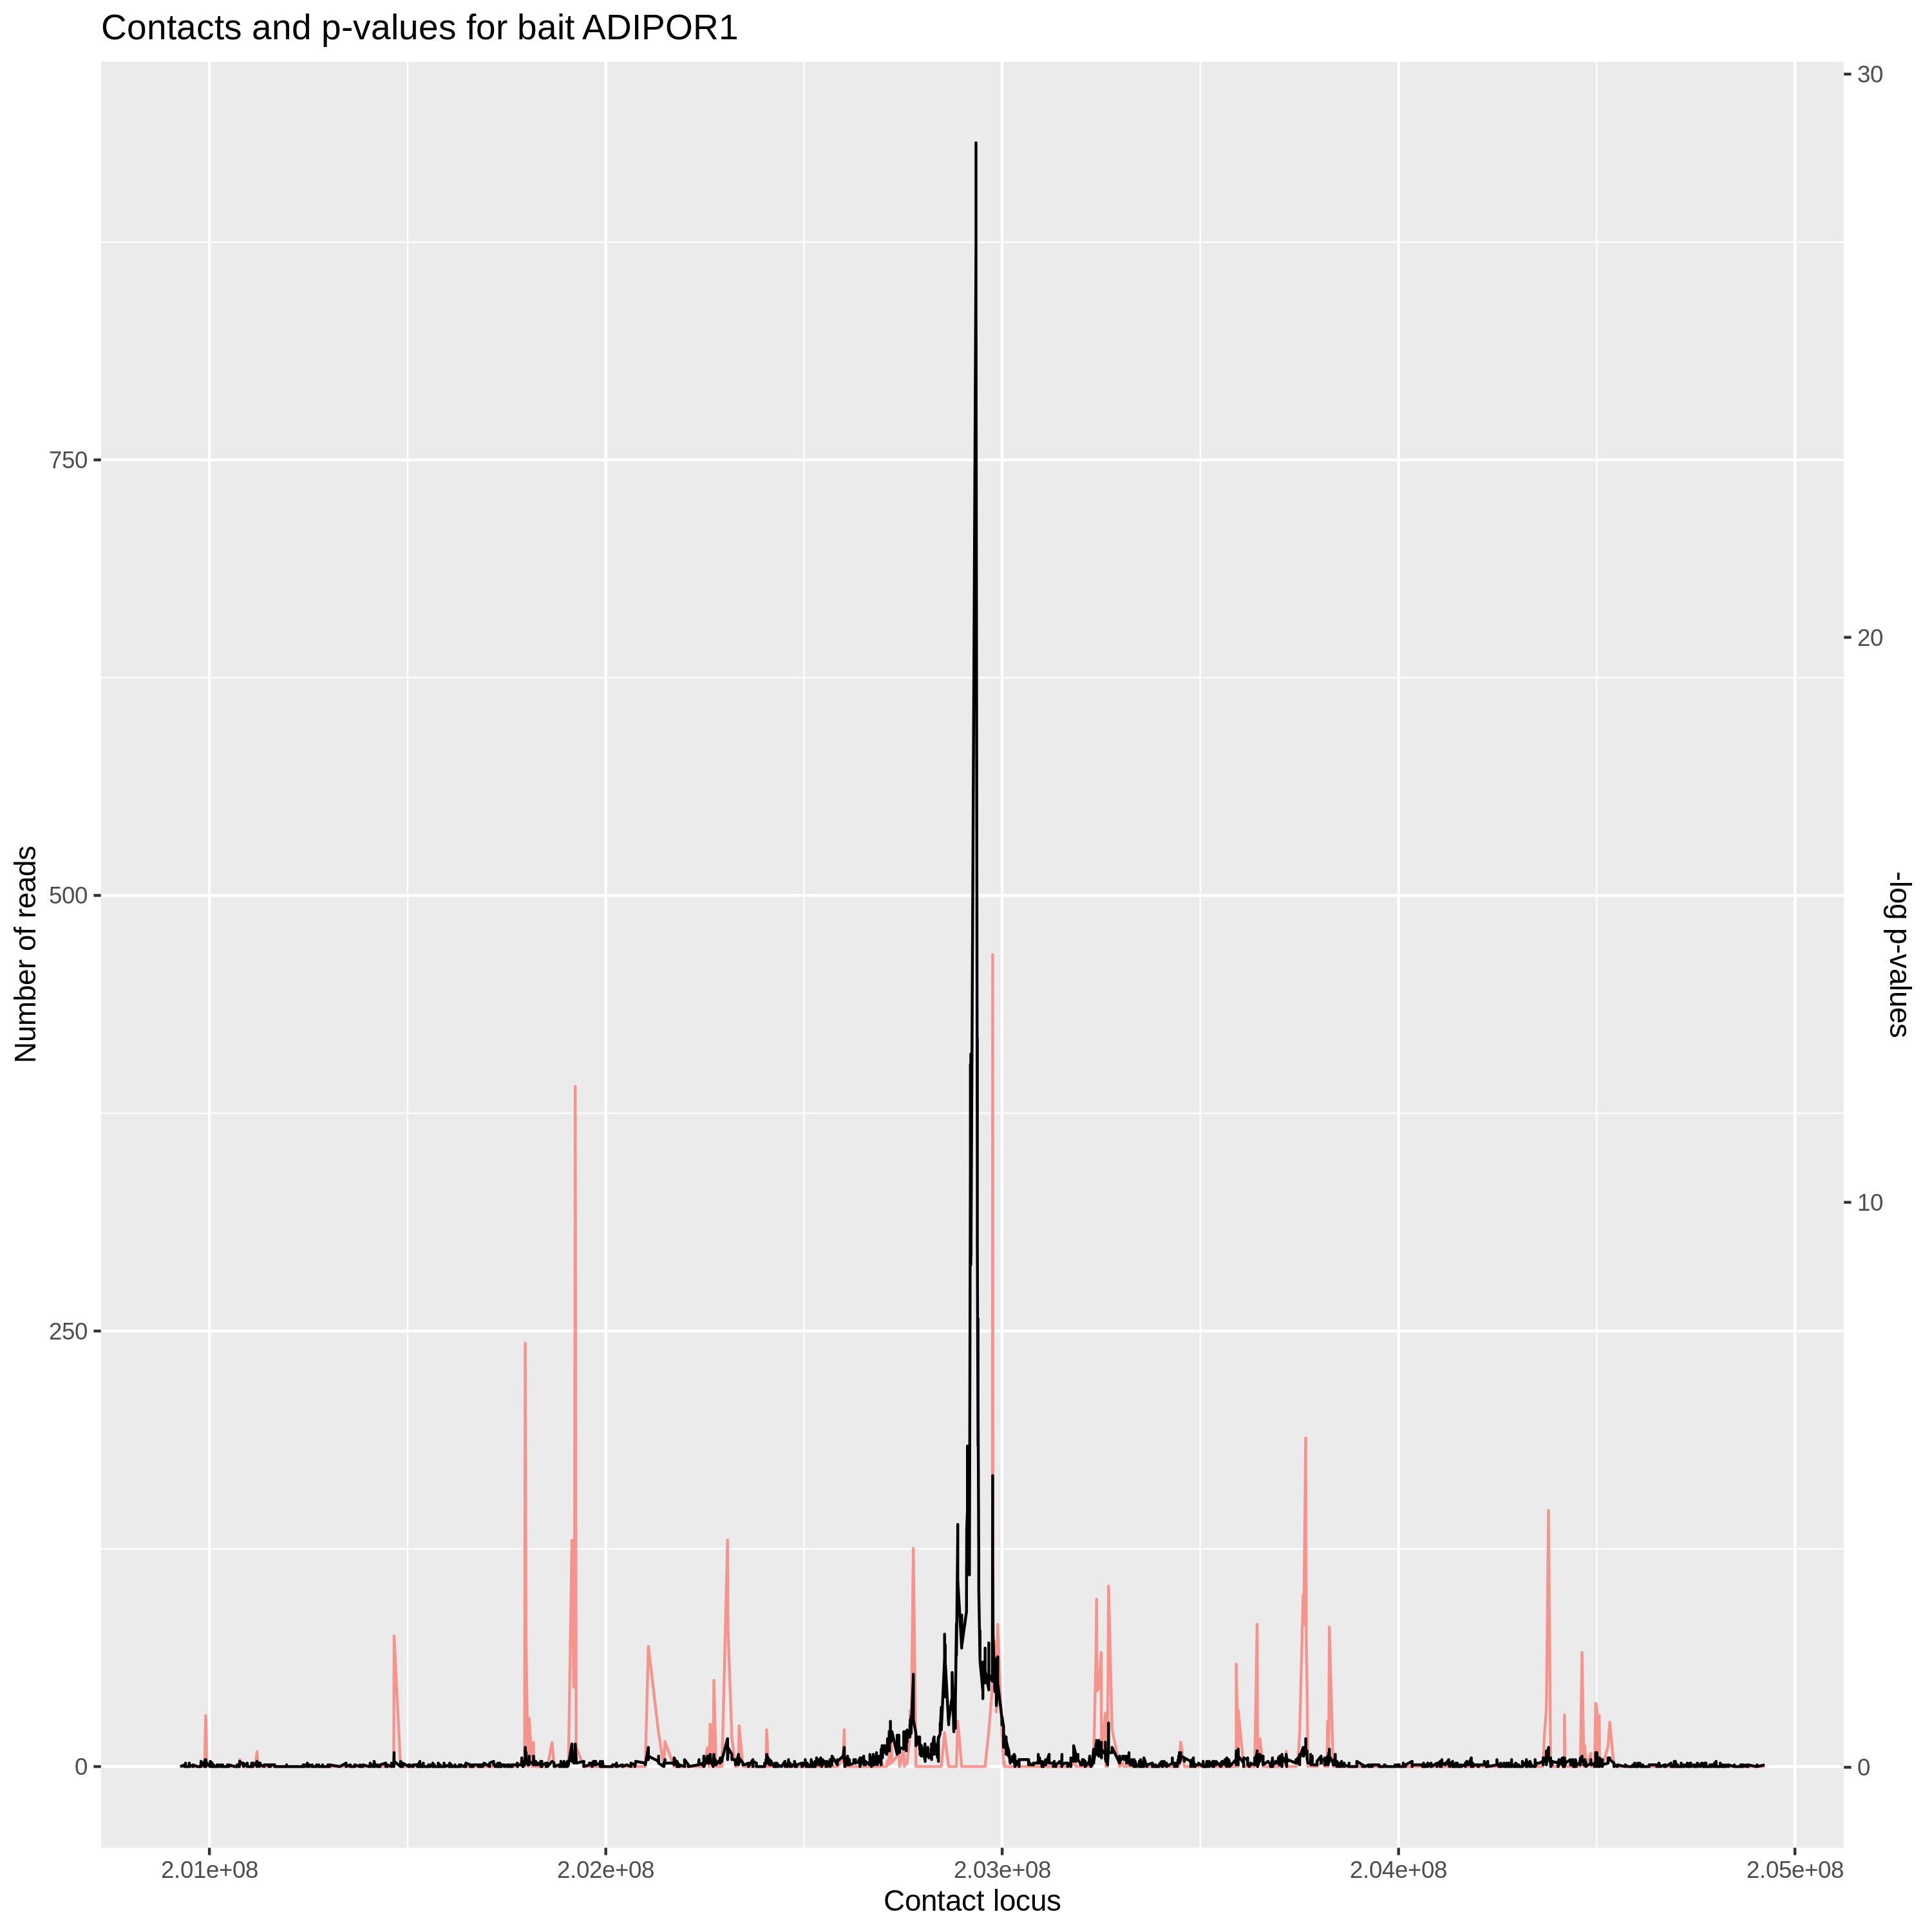 Contacts and p-values for bait ADIPOR1
30
750
20
Number of reads
500
-log p-values
10
250
0
0
2.01e+08
2.02e+08
2.03e+08
2.04e+08
2.05e+08
Contact locus